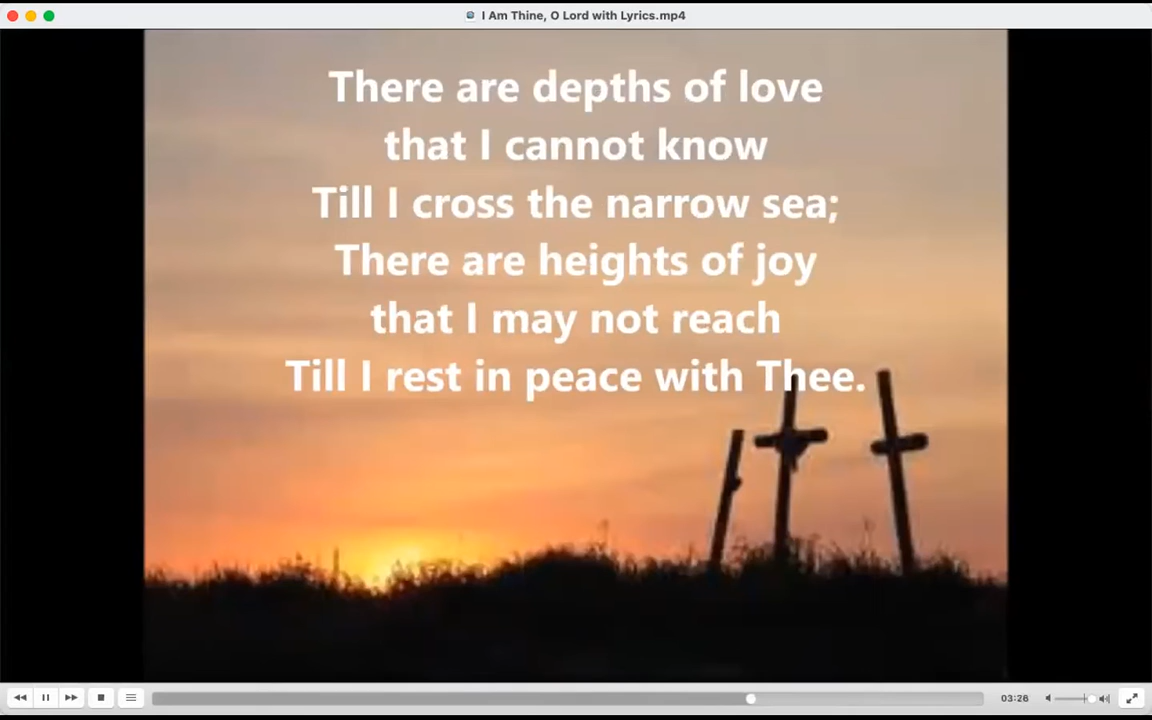 I Am Thine, O Lord with Lyrics.mp4
There are depths of love
that I cannot know
Till I cross the narrow sea;
There are heights of joy
that I may not reach
Till I rest in peace with Thee.
03:26